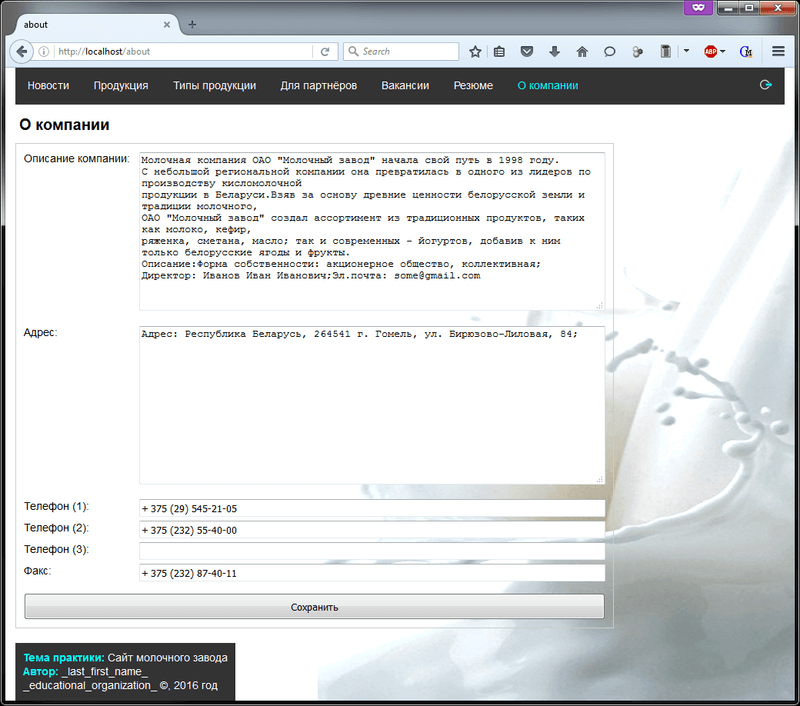 about
http://localhost/about
Search
ABP
Новости Продукция Типы продукции Для партнёров Вакансии Резюме О компании
О компании
Описание компании:
Молочная компания ОАО "Молочный завод" начала свой путь в 1998 году.
С небольшой региональной компании она превратилась в одного из лидеров по
производству кисломолочной
продукции в Беларуси.Взяв за основу древние ценности белорусской земли и
традиции молочного,
ОАО "Молочный завод" создал ассортимент из традиционных продуктов, таких
как молоко, кефир,
ряженка, сметана, масло; так и современных - йогуртов, добавив к ним
только белорусские ягоды и фрукты.
Описание:Форма собственности: акционерное общество, коллективная;
Директор: Иванов Иван Иванович;Эл.почта: some@gmail.com
Адрес:
Адрес: Республика Беларусь, 264541 г. Гомель, ул. Бирюзово-Лиловая, 84;
Телефон (1): + 375 (29) 545-21-05
Телефон (2): + 375 (232) 55-40-00
Телефон (3):
Факс: + 375 (232) 87-40-11
Сохранить
Тема практики: Сайт молочного завода
Автор: _last_first_name_
_educational_organization_ ©, 2016 год